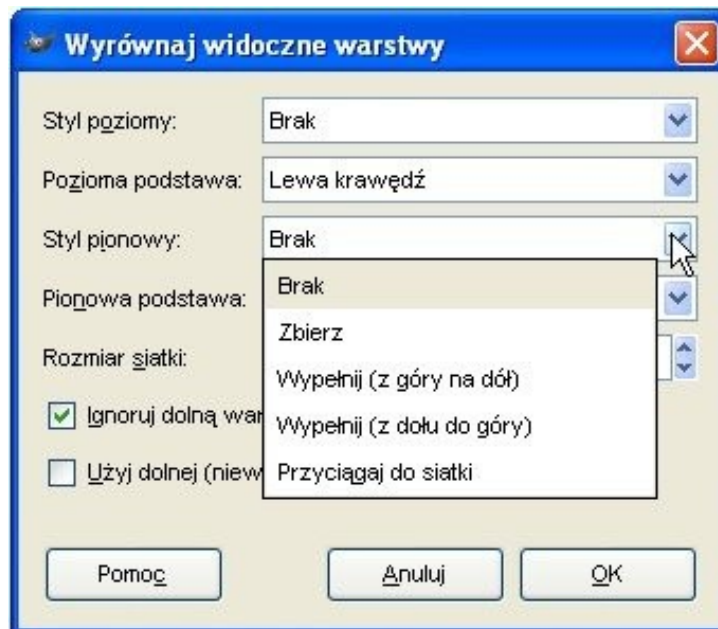 Wyrównaj widoczne warstwy
Styl poziomy: Brak
Pozioma podstawa: Lewa krawędź
Styl pionowy: Brak
Brak
Pionowa podstawa:
Zbierz
Rozmiar siatki:
Wypełnij (z góry na dół)
Ignoruj dolną war
Wypełnij (z dołu do góry)
Użyj dolnej (niew
Przyciągaj do siatki
Pomoc Anuluj OK